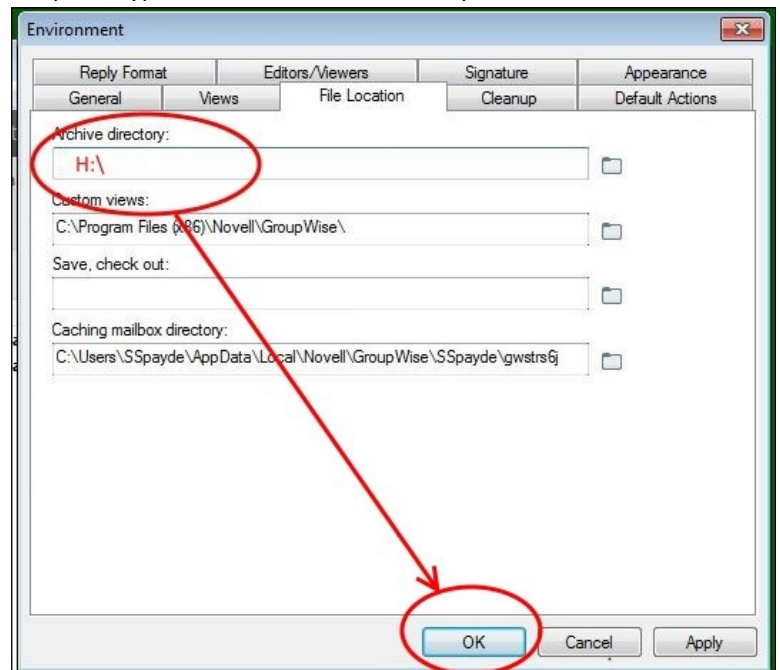 Environment
Reply Format Editors/Viewers Signature Appearance
General Views File Location Cleanup Default Actions
Archive directory:
H:\
Custom views:
C:\Program Files (x86)\Novell\GroupWise\
Save, check out:
Caching mailbox directory:
C:\Users\SSpayde\AppData\Local\Novell\GroupWise\SSpayde\gwstrs6j
OK Cancel Apply